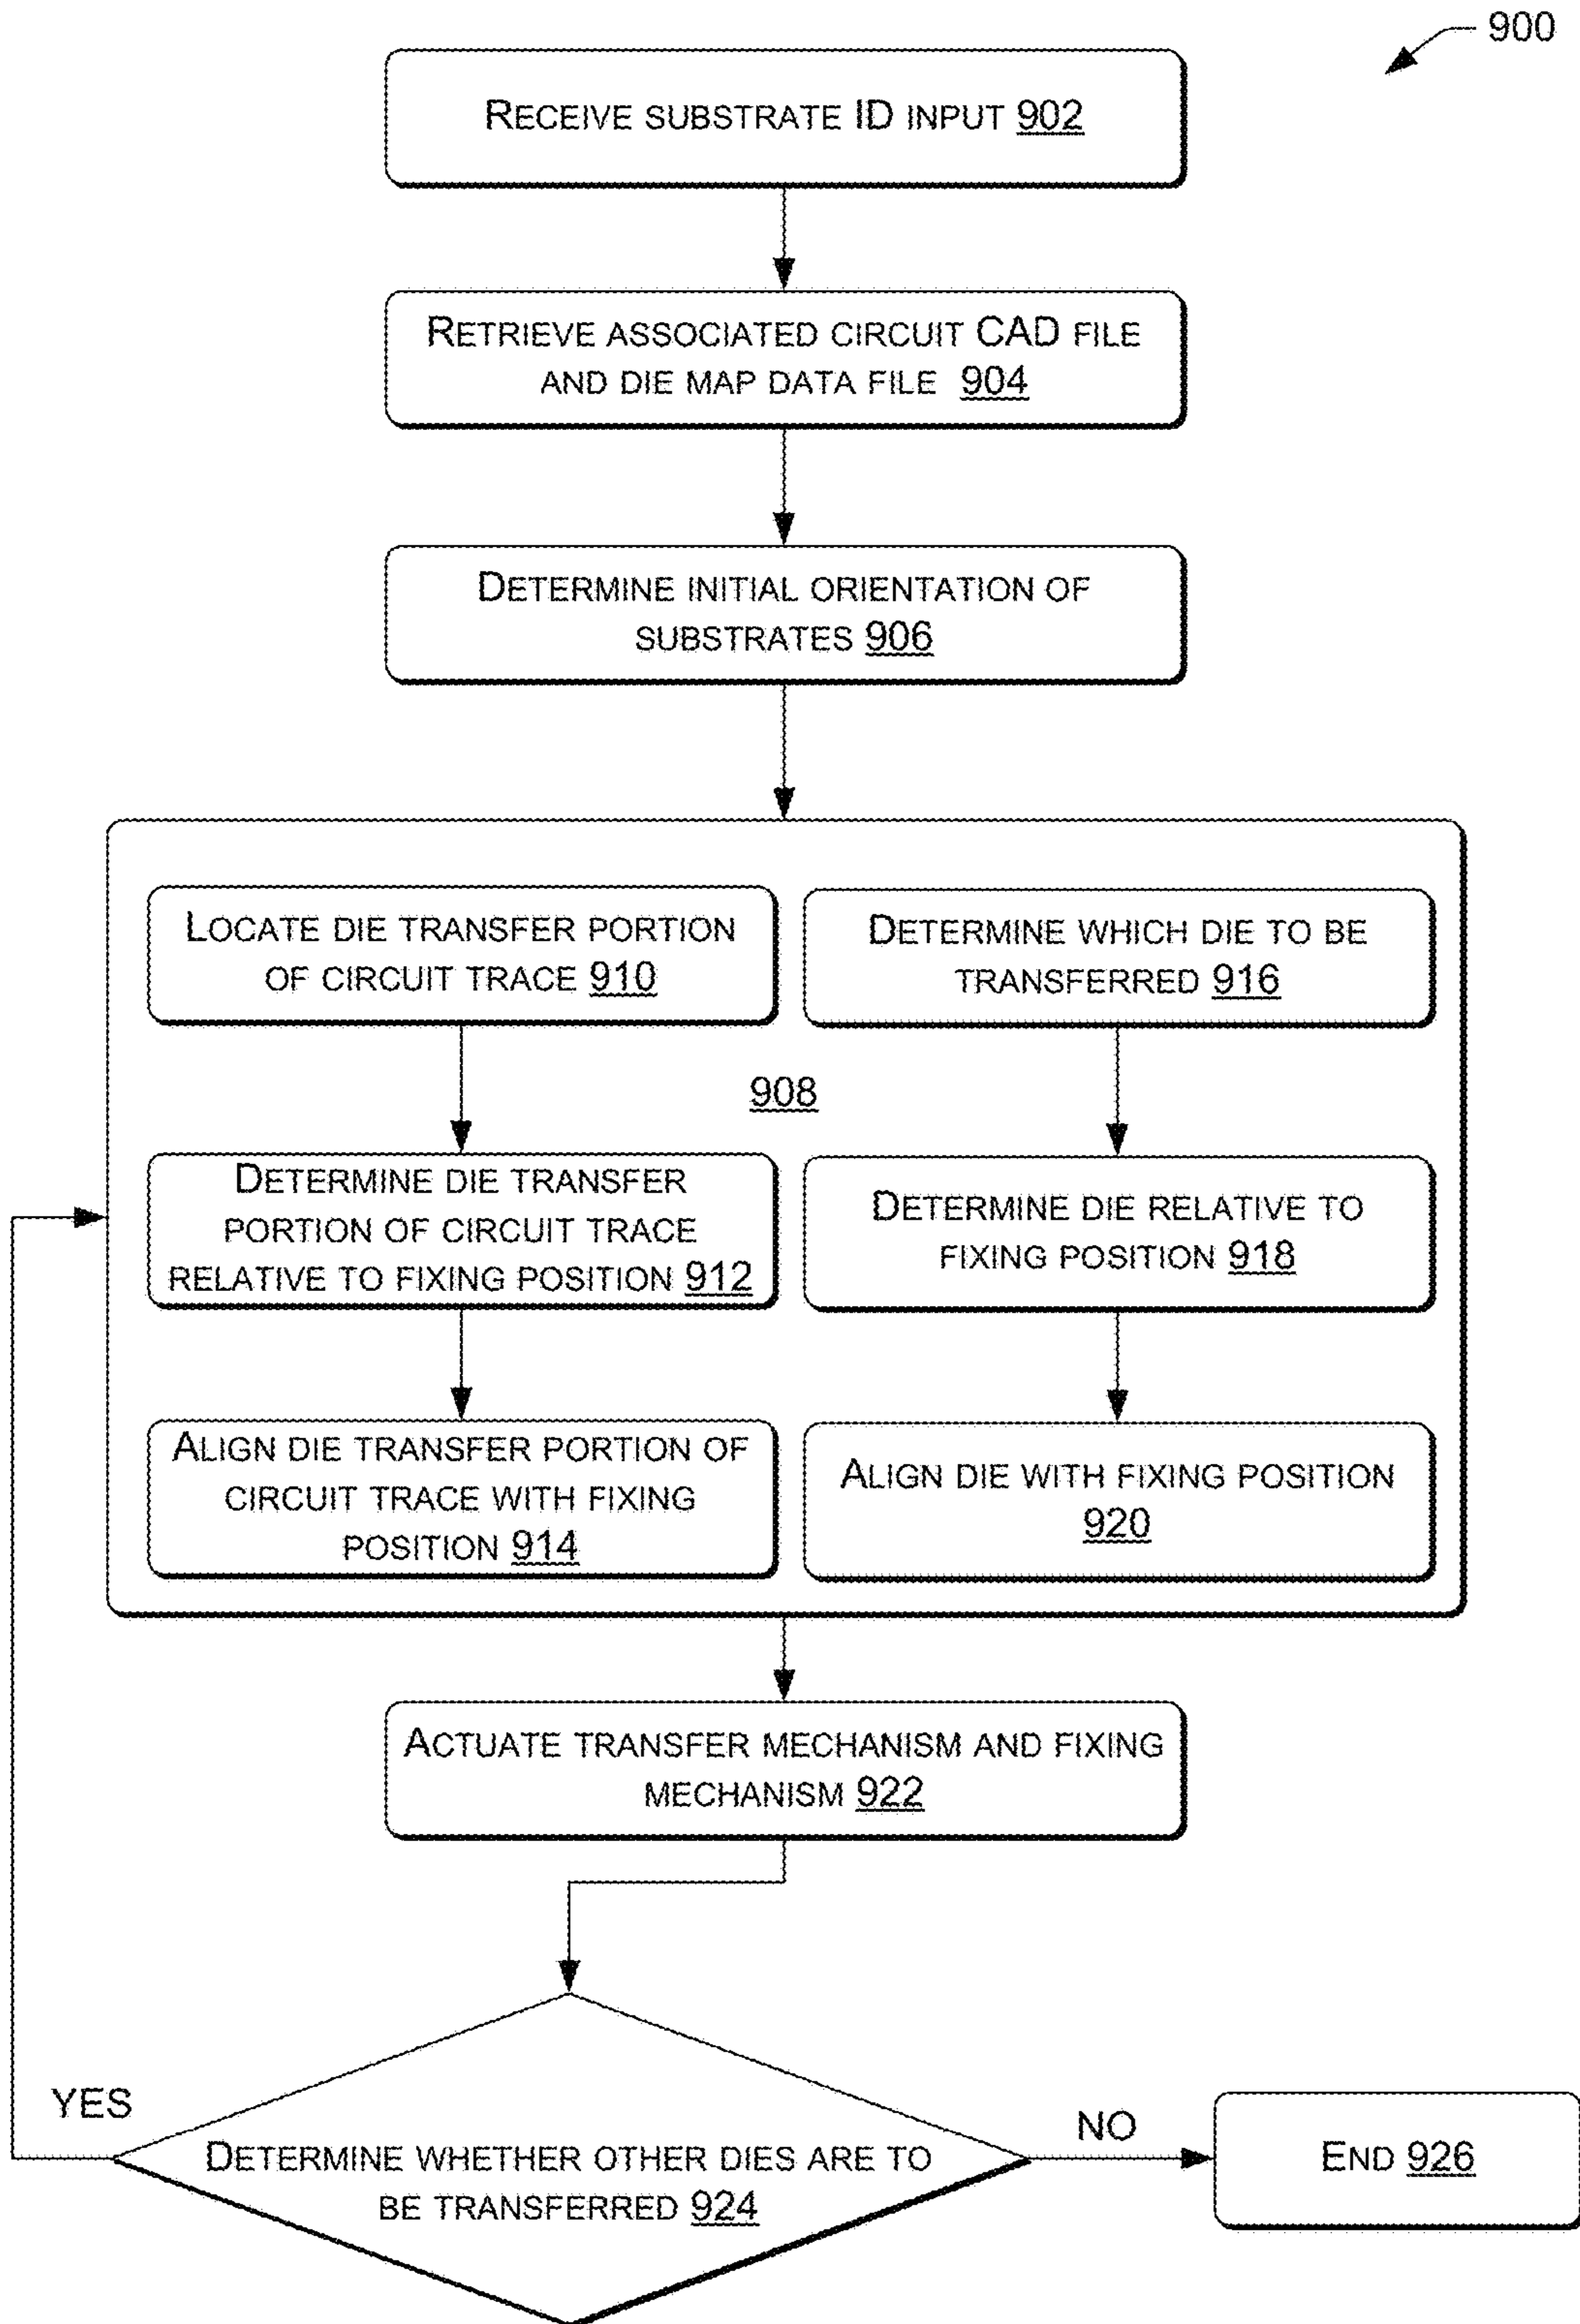 900
RECEIVE SUBSTRATE ID INPUT 902
RETRIEVE ASSOCIATED CIRCUIT CAD FILE
AND DIE MAP DATA FILE 904
DETERMINE INITIAL ORIENTATION OF
SUBSTRATES 906
LOCATE DIE TRANSFER PORTION
OF CIRCUIT TRACE 910
DETERMINE WHICH DIE TO BE
TRANSFERRED 916
908
DETERMINE DIE TRANSFER
PORTION OF CIRCUIT TRACE
RELATIVE TO FIXING POSITION 912
DETERMINE DIE RELATIVE TO
FIXING POSITION 918
ALIGN DIE TRANSFER PORTION OF
CIRCUIT TRACE WITH FIXING
POSITION 914
ALIGN DIE WITH FIXING POSITION
920
ACTUATE TRANSFER MECHANISM AND FIXING
MECHANISM 922
YES
DETERMINE WHETHER OTHER DIES ARE TO
BE TRANSFERRED 924
NO
END 926